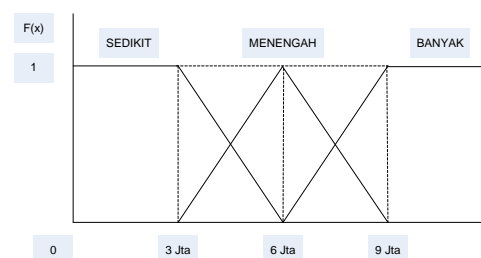 F(x)
SEDIKIT
MENENGAH
BANYAK
1
0
3 Jta
6 Jta
9 Jta